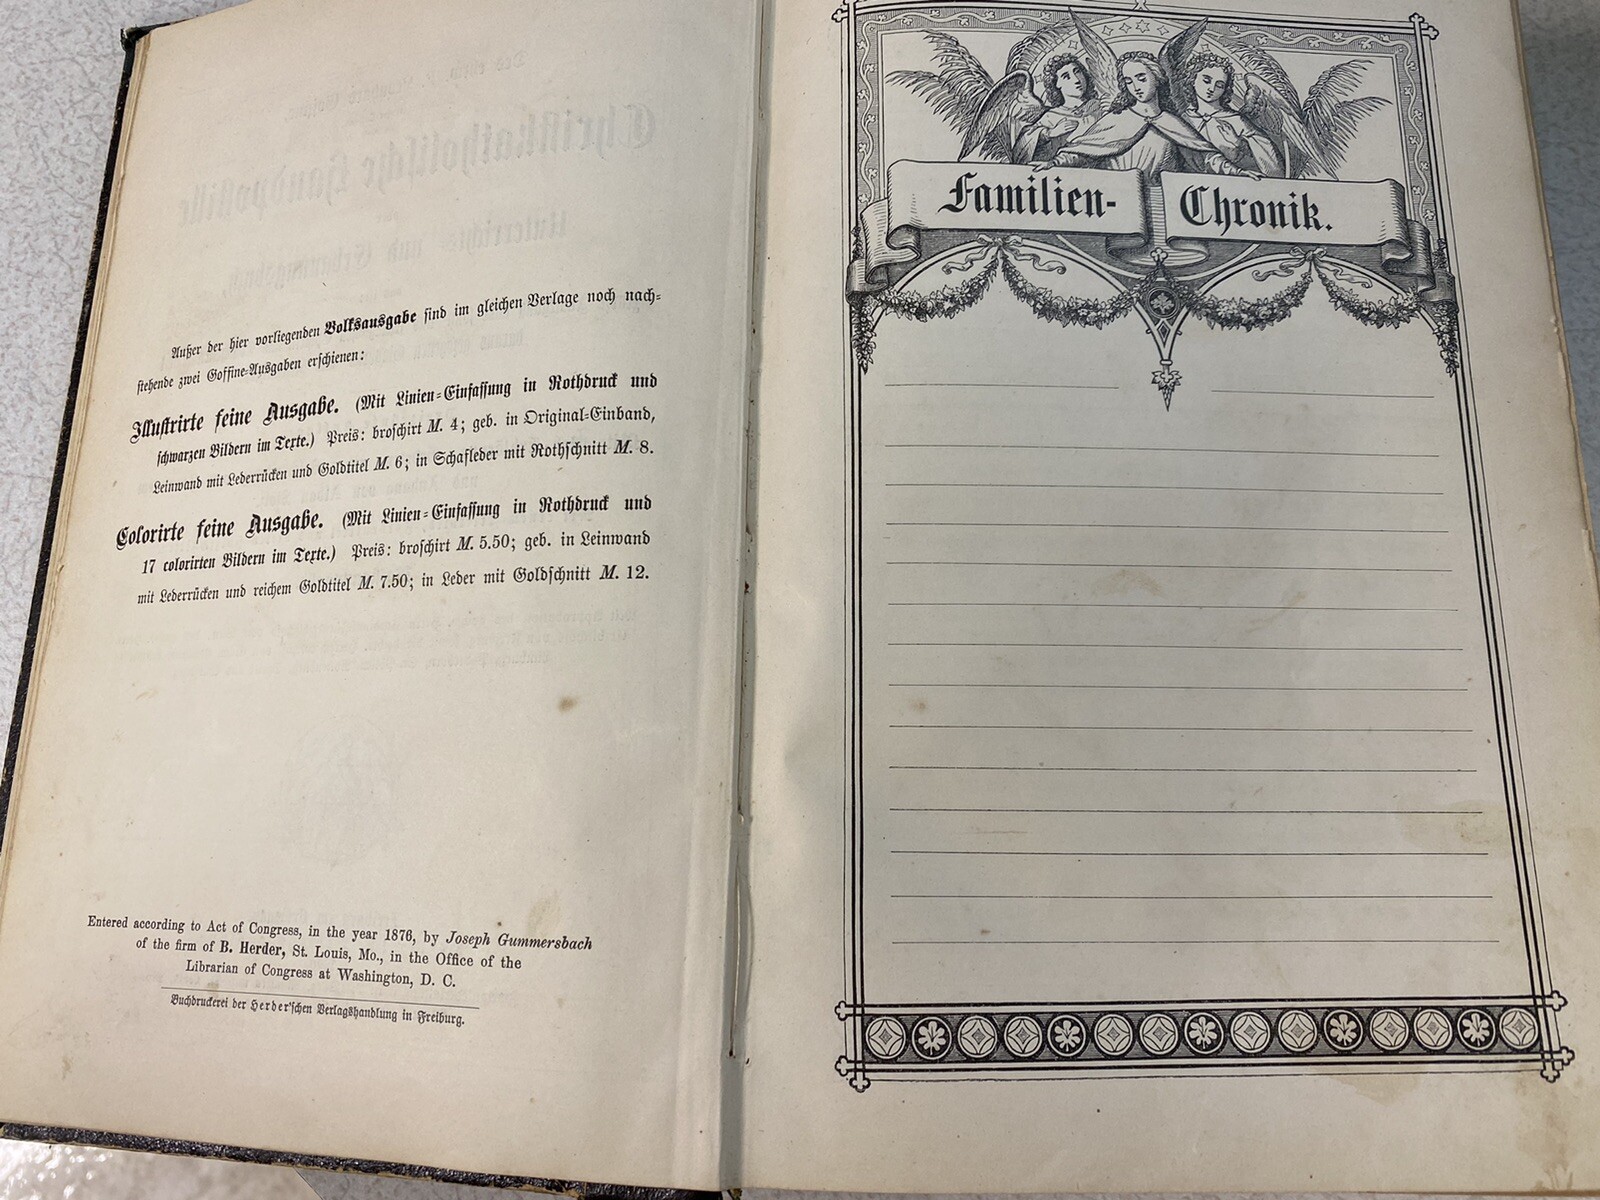 Außer der hier vorliegenden Volksausgabe sind im gleichen Verlage noch nach=
stehende zwei Goffine=Ausgaben erschienen:
Illustrirte feine Ausgabe. (Mit Linien=Einfassung in Rothdruck und
schwarzen Bildern im Texte.) Preis: broschirt M. 4; geb. in Original=Einband,
Leinwand mit Lederrücken und Goldtitel M. 6; in Schafleder mit Rothschnitt M. 8.
Colorirte feine Ausgabe. (Mit Linien=Einfassung in Rothdruck und
17 colorirten Bildern im Texte.) Preis: broschirt M. 5.50; geb. in Leinwand
mit Lederrücken und reichem Goldtitel M. 7.50; in Leder mit Goldschnitt M. 12.
Entered according to Act of Congress, in the year 1876, by Joseph Gummersbach
of the firm of B. Herder, St. Louis, Mo., in the Office of the
Librarian of Congress at Washington, D. C.
Buchdruckerei der Herder'schen Verlagshandlung in Freiburg.
Familien-Chronik.